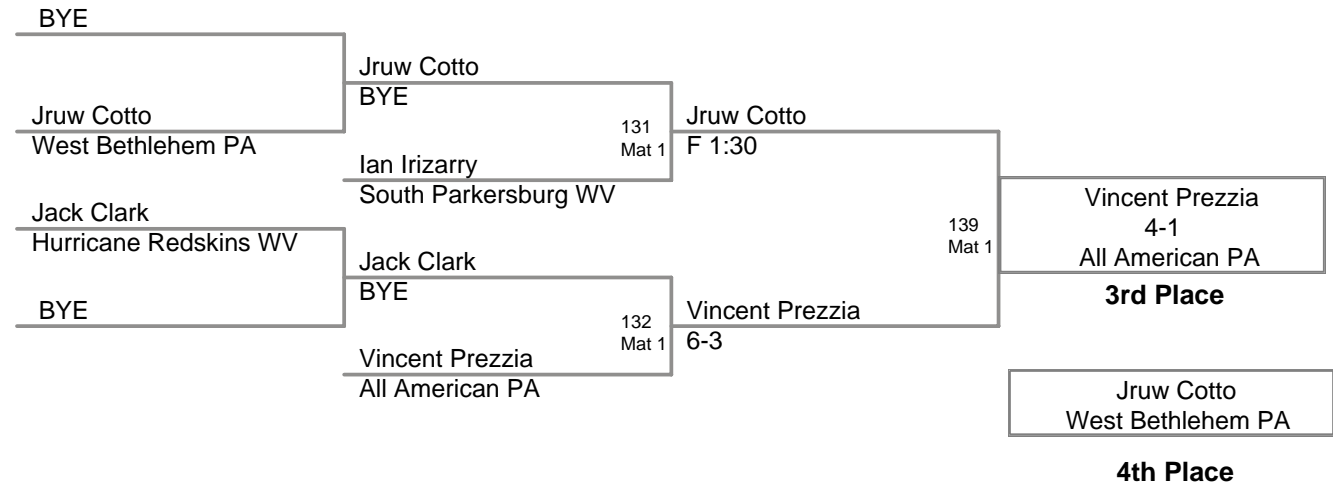 BYE
Jruw Cotto
West Bethlehem PA
Jack Clark
Hurricane Redskins WV
BYE
Jruw Cotto
BYE
Ian Irizarry
South Parkersburg WV
Jack Clark
BYE
Vincent Prezzia
All American PA
131
Mat 1
132
Mat 1
Jruw Cotto
F 1:30
Vincent Prezzia
6-3
139
Mat 1
Vincent Prezzia
4-1
All American PA
3rd Place
Jruw Cotto
West Bethlehem PA
4th Place